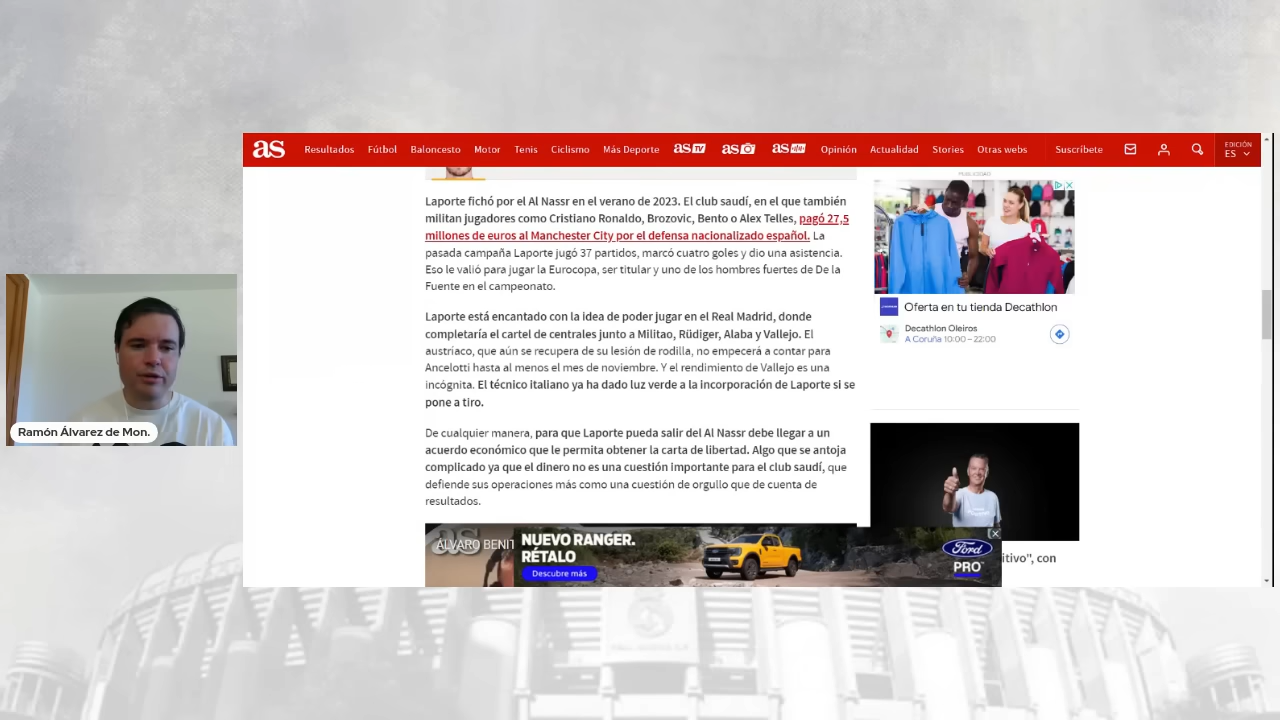 as
Resultados Fútbol Baloncesto Motor Tenis Ciclismo Más Deporte as TV as as Opinión Actualidad Stories Otras webs Suscríbete
EDICIÓN
ES
Laporte fichó por el Al Nassr en el verano de 2023. El club saudí, en el que también
militan jugadores como Cristiano Ronaldo, Brozovic, Bento o Alex Telles, pagó 27,5
millones de euros al Manchester City por el defensa nacionalizado español. La
pasada campaña Laporte jugó 37 partidos, marcó cuatro goles y dio una asistencia.
Eso le valió para jugar la Eurocopa, ser titular y uno de los hombres fuertes de De la
Fuente en el campeonato.
Laporte está encantado con la idea de poder jugar en el Real Madrid, donde
completaría el cartel de centrales junto a Militao, Rüdiger, Alaba y Vallejo. El
austríaco, que aún se recupera de su lesión de rodilla, no empecerá a contar para
Ancelotti hasta al menos el mes de noviembre. Y el rendimiento de Vallejo es una
incógnita. El técnico italiano ya ha dado luz verde a la incorporación de Laporte si se
pone a tiro.
De cualquier manera, para que Laporte pueda salir del Al Nassr debe llegar a un
acuerdo económico que le permita obtener la carta de libertad. Algo que se antoja
complicado ya que el dinero no es una cuestión importante para el club saudí, que
defiende sus operaciones más como una cuestión de orgullo que de cuenta de
resultados.
PUBLICIDAD
Oferta en tu tienda Decathlon
Decathlon Oleiros
A Coruña 10:00 – 22:00
Ramón Álvarez de Mon.
ÁLVARO BENIT
NUEVO RANGER.
RÉTALO
Descubre más
Ford
PRO
itivo", con